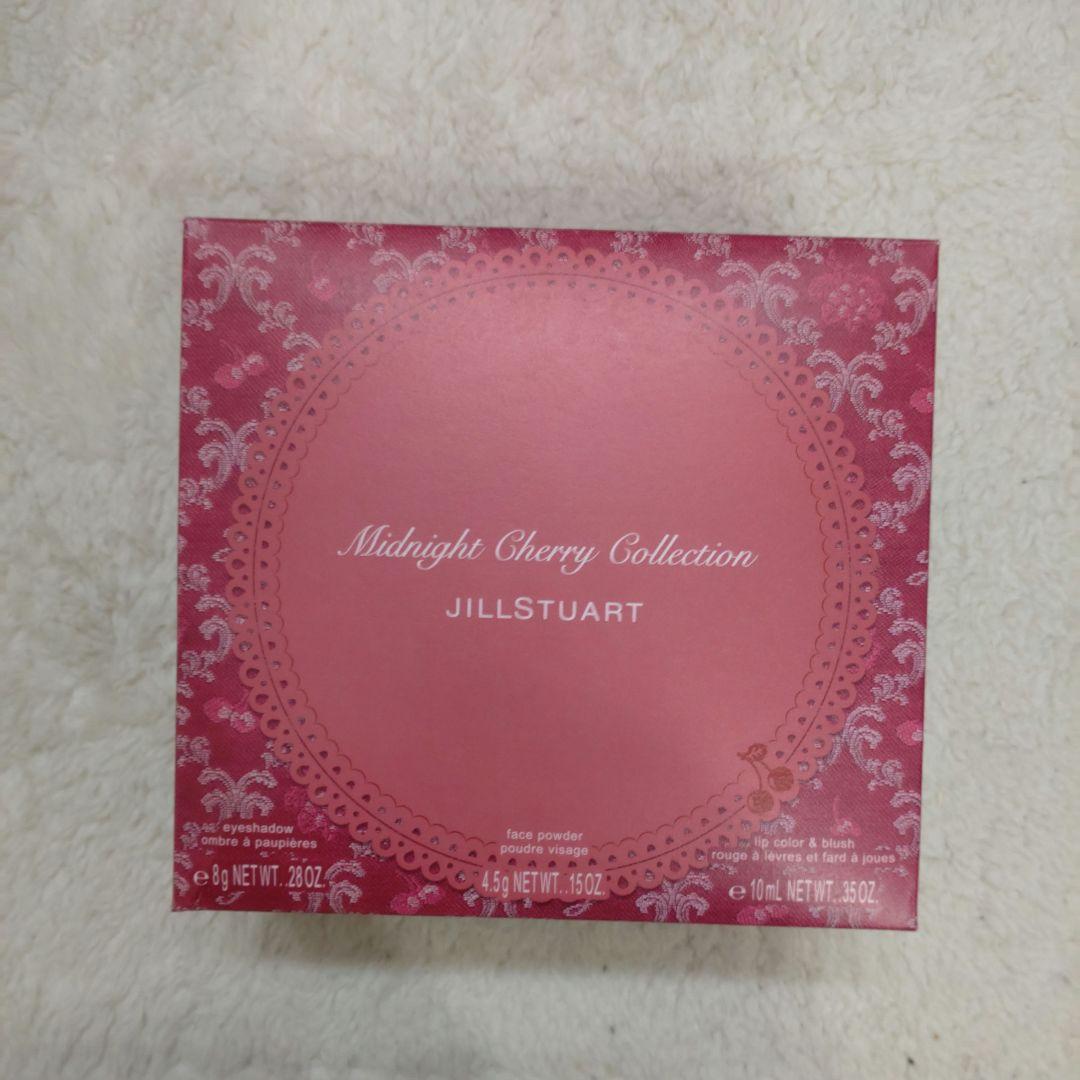 Midnight Cherry Collection
JILLSTUART
eyeshadow
ombre à paupières
℮ 8g NET WT. .28 OZ.
face powder
poudre visage
4.5g NET WT. .15 OZ.
lip color & blush
rouge à lèvres et fard à joues
℮ 10mL NET WT. .35 OZ.